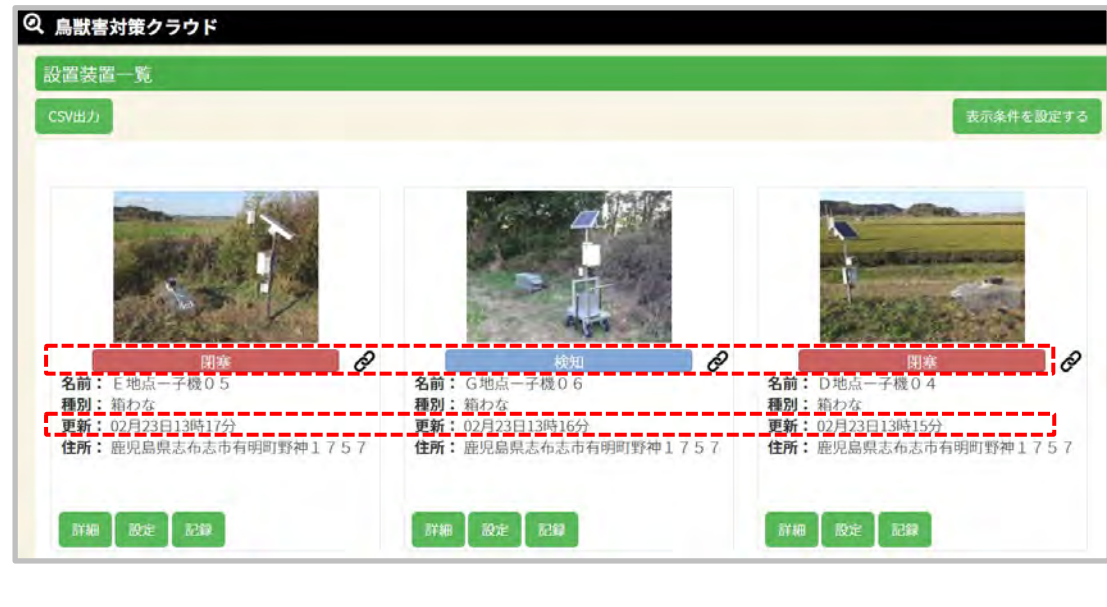 鳥獣害対策クラウド
設置装置一覧
CSV出力
表示条件を設定する
閉塞
名前： E地点ー子機０５
種別： 箱わな
更新： 02月23日13時17分
住所： 鹿児島県志布志市有明町野神１７５７
詳細 設定 記録
検知
名前： G地点ー子機０６
種別： 箱わな
更新： 02月23日13時16分
住所： 鹿児島県志布志市有明町野神１７５７
詳細 設定 記録
閉塞
名前： D地点ー子機０４
種別： 箱わな
更新： 02月23日13時15分
住所： 鹿児島県志布志市有明町野神１７５７
詳細 設定 記録